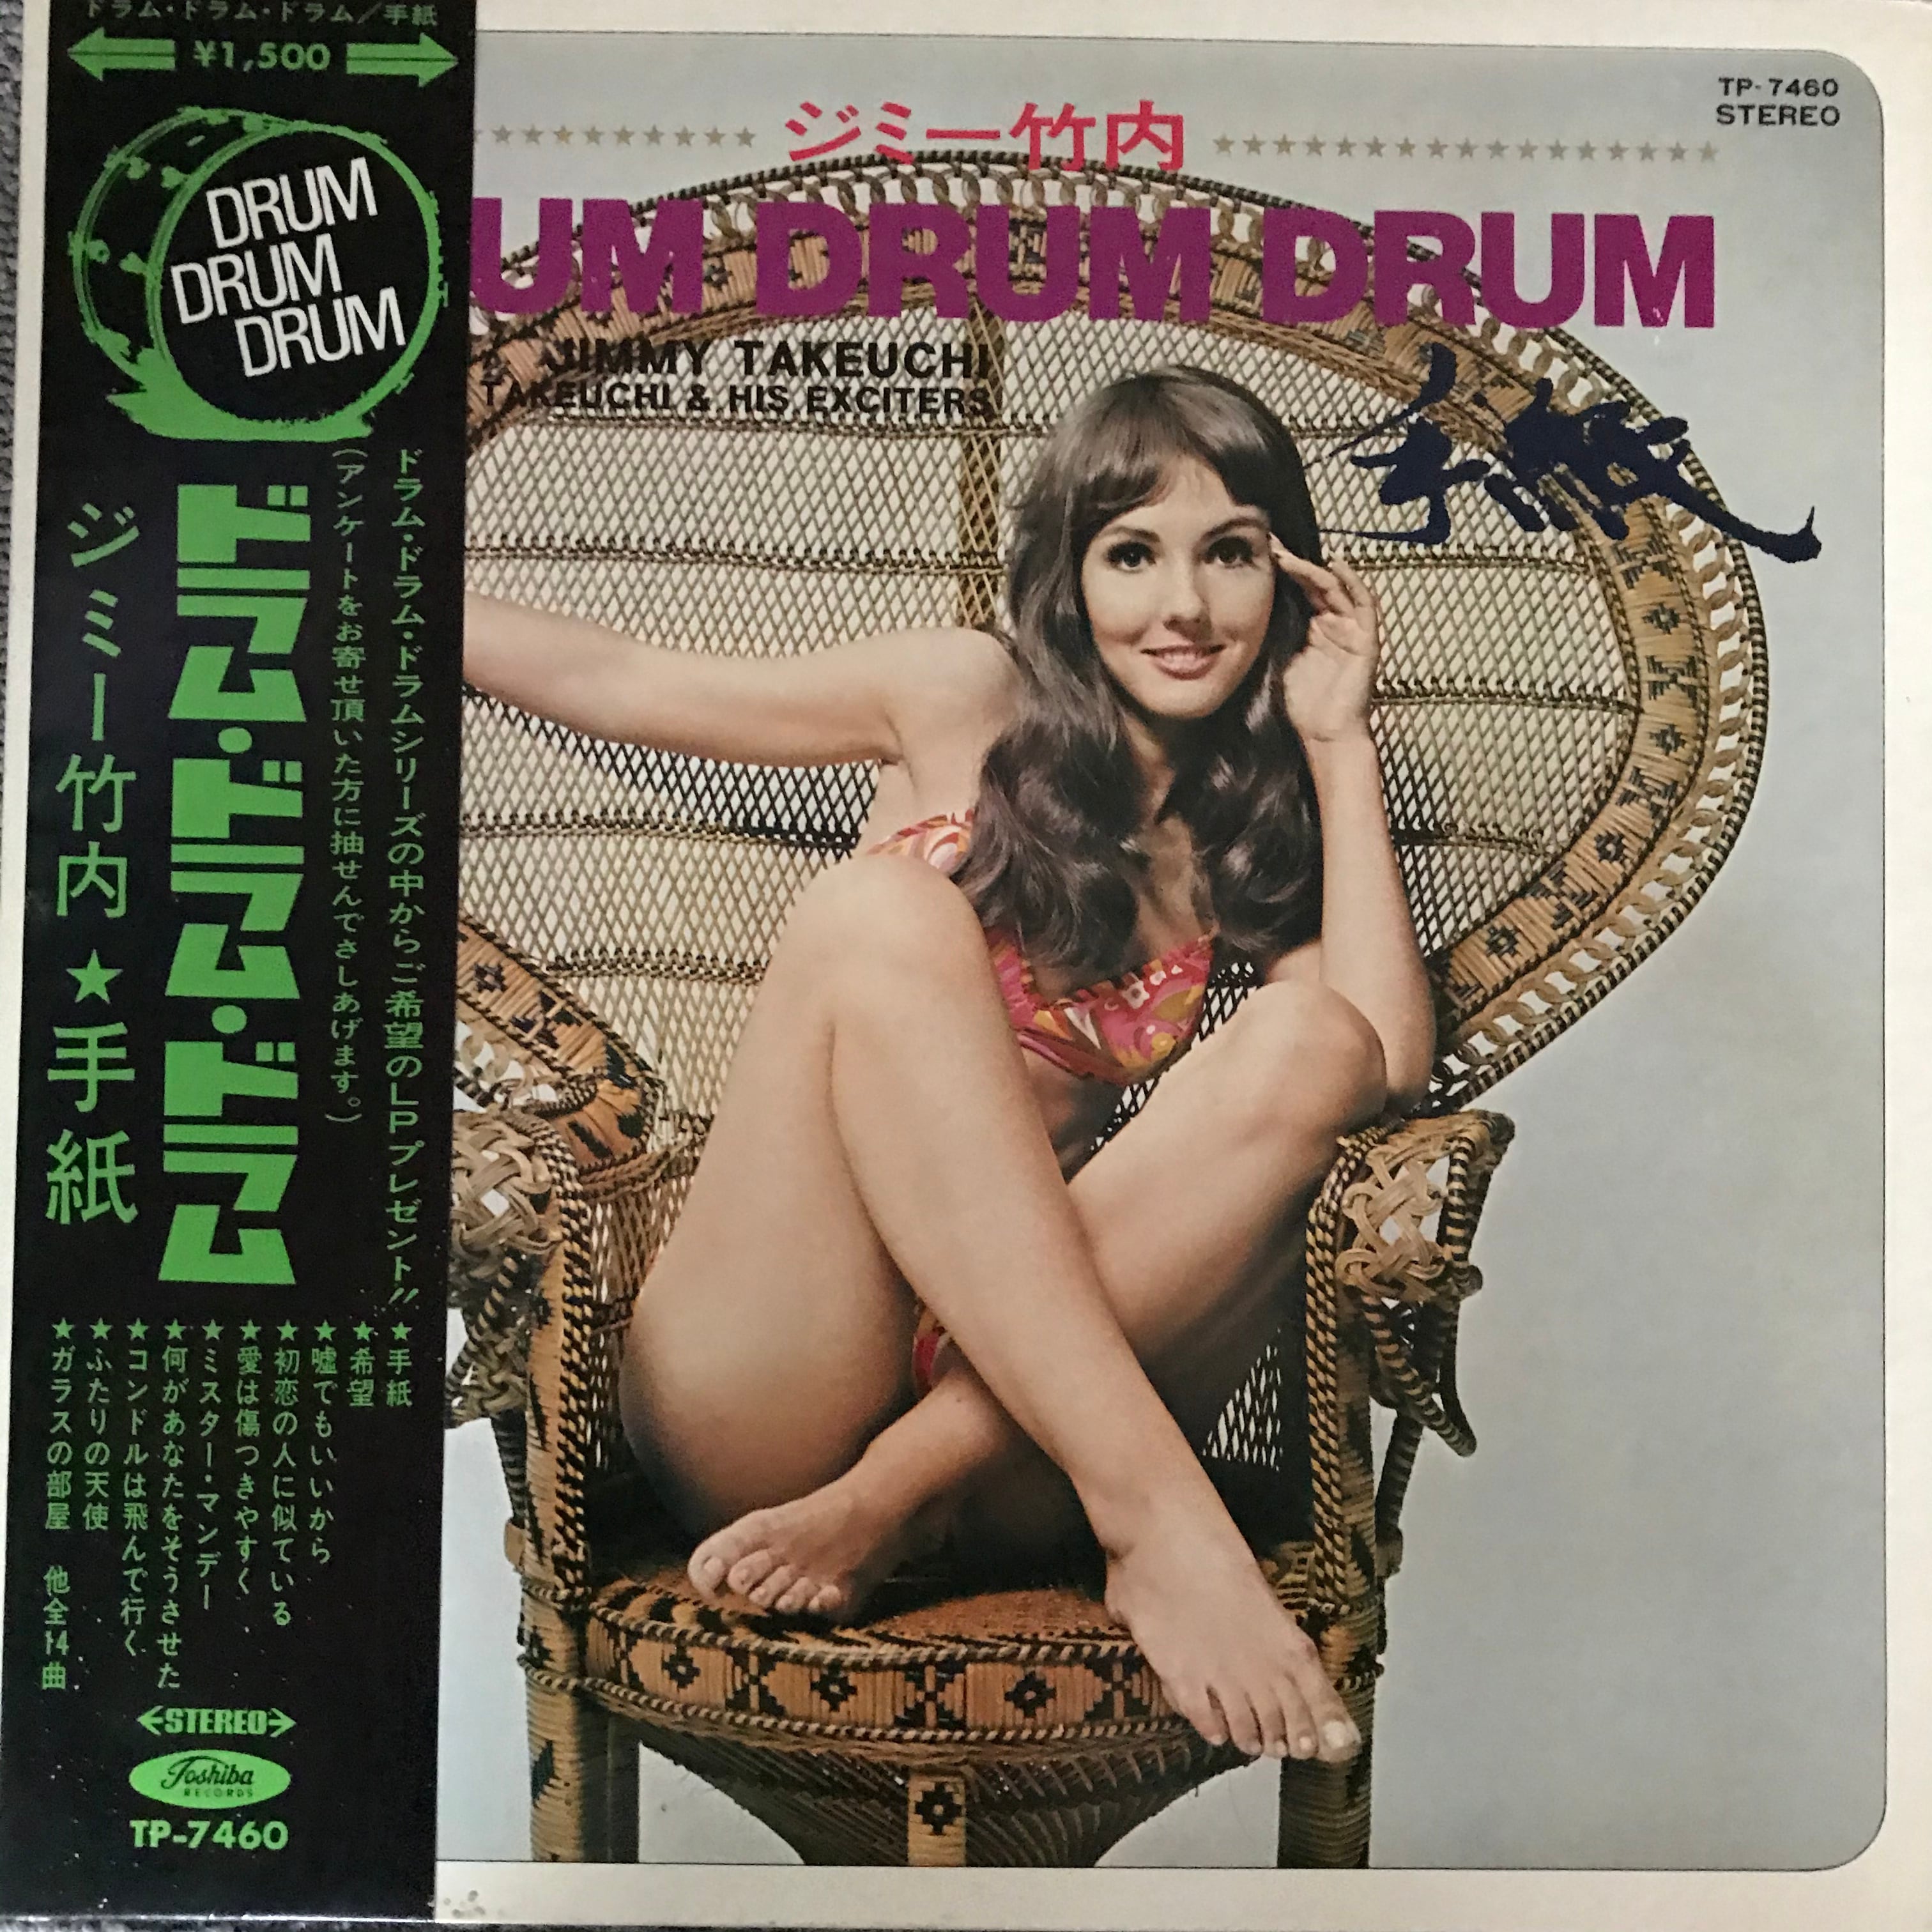 ドラム・ドラム・ドラム/手紙
¥1,500
DRUM
DRUM
DRUM
ドラム・ドラム・ドラムシリーズの中からご希望のLPプレゼント!!
(アンケートをお寄せ頂いた方に抽せんでさしあげます。)
ドラム・ドラム・ドラム
ジミー竹内★手紙
★手紙
★希望
★嘘でもいいから
★初恋の人に似ている
★愛は傷つきやすく
★ミスター・マンデー
★何があなたをそうさせた
★コンドルは飛んで行く
★ふたりの天使
★ガラスの部屋 他全14曲
STEREO
Toshiba
RECORDS
TP-7460
TP-7460
STEREO
ジミー竹内
UM DRUM DRUM
JIMMY TAKEUCHI
TAKEUCHI & HIS EXCITERS
手紙